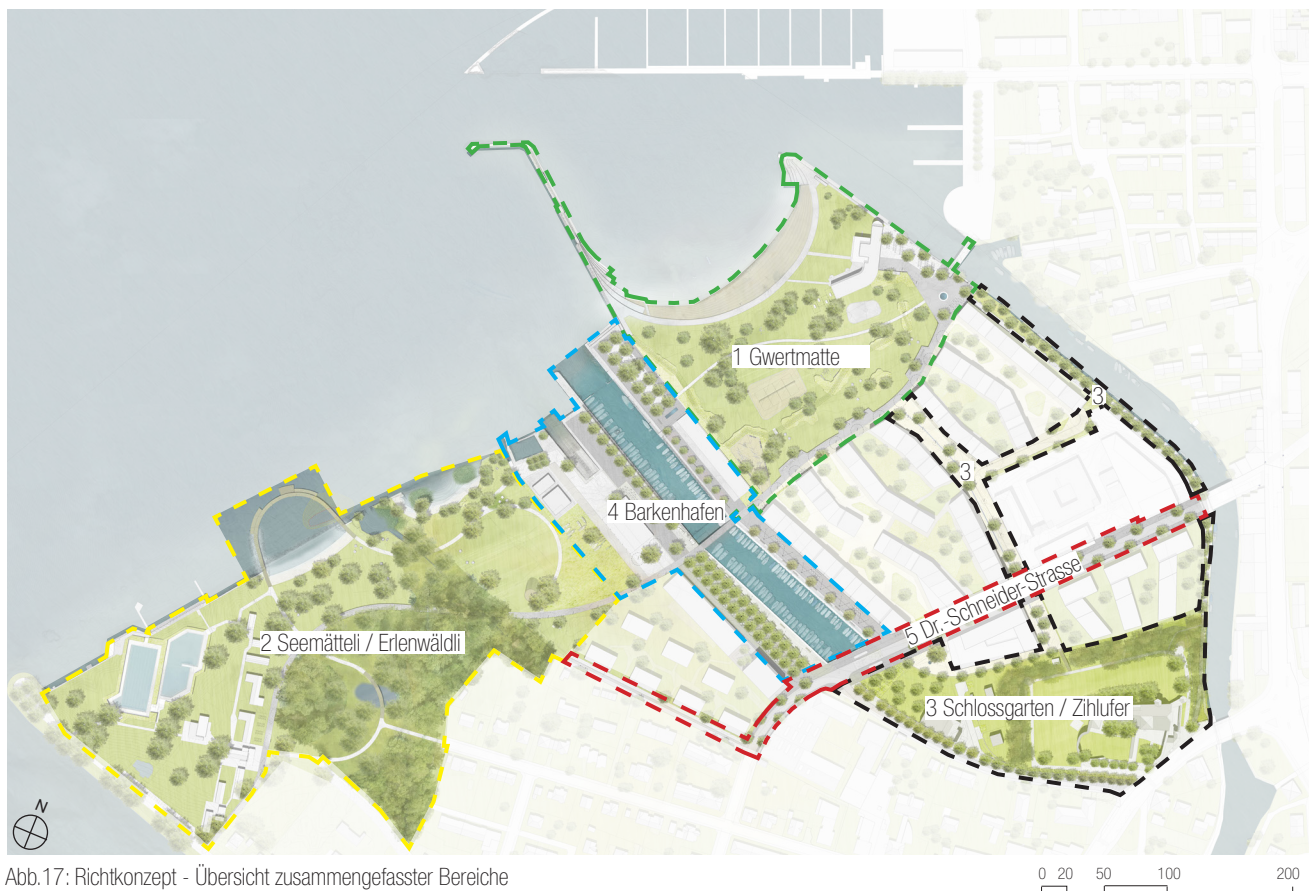 1 Gwertmatte
3
3
4 Barkenhafen
5 Dr.-Schneider-Strasse
2 Seemätteli / Erlenwäldli
3 Schlossgarten / Zihlufer
N
Abb.17: Richtkonzept - Übersicht zusammengefasster Bereiche
0 20 50 100 200